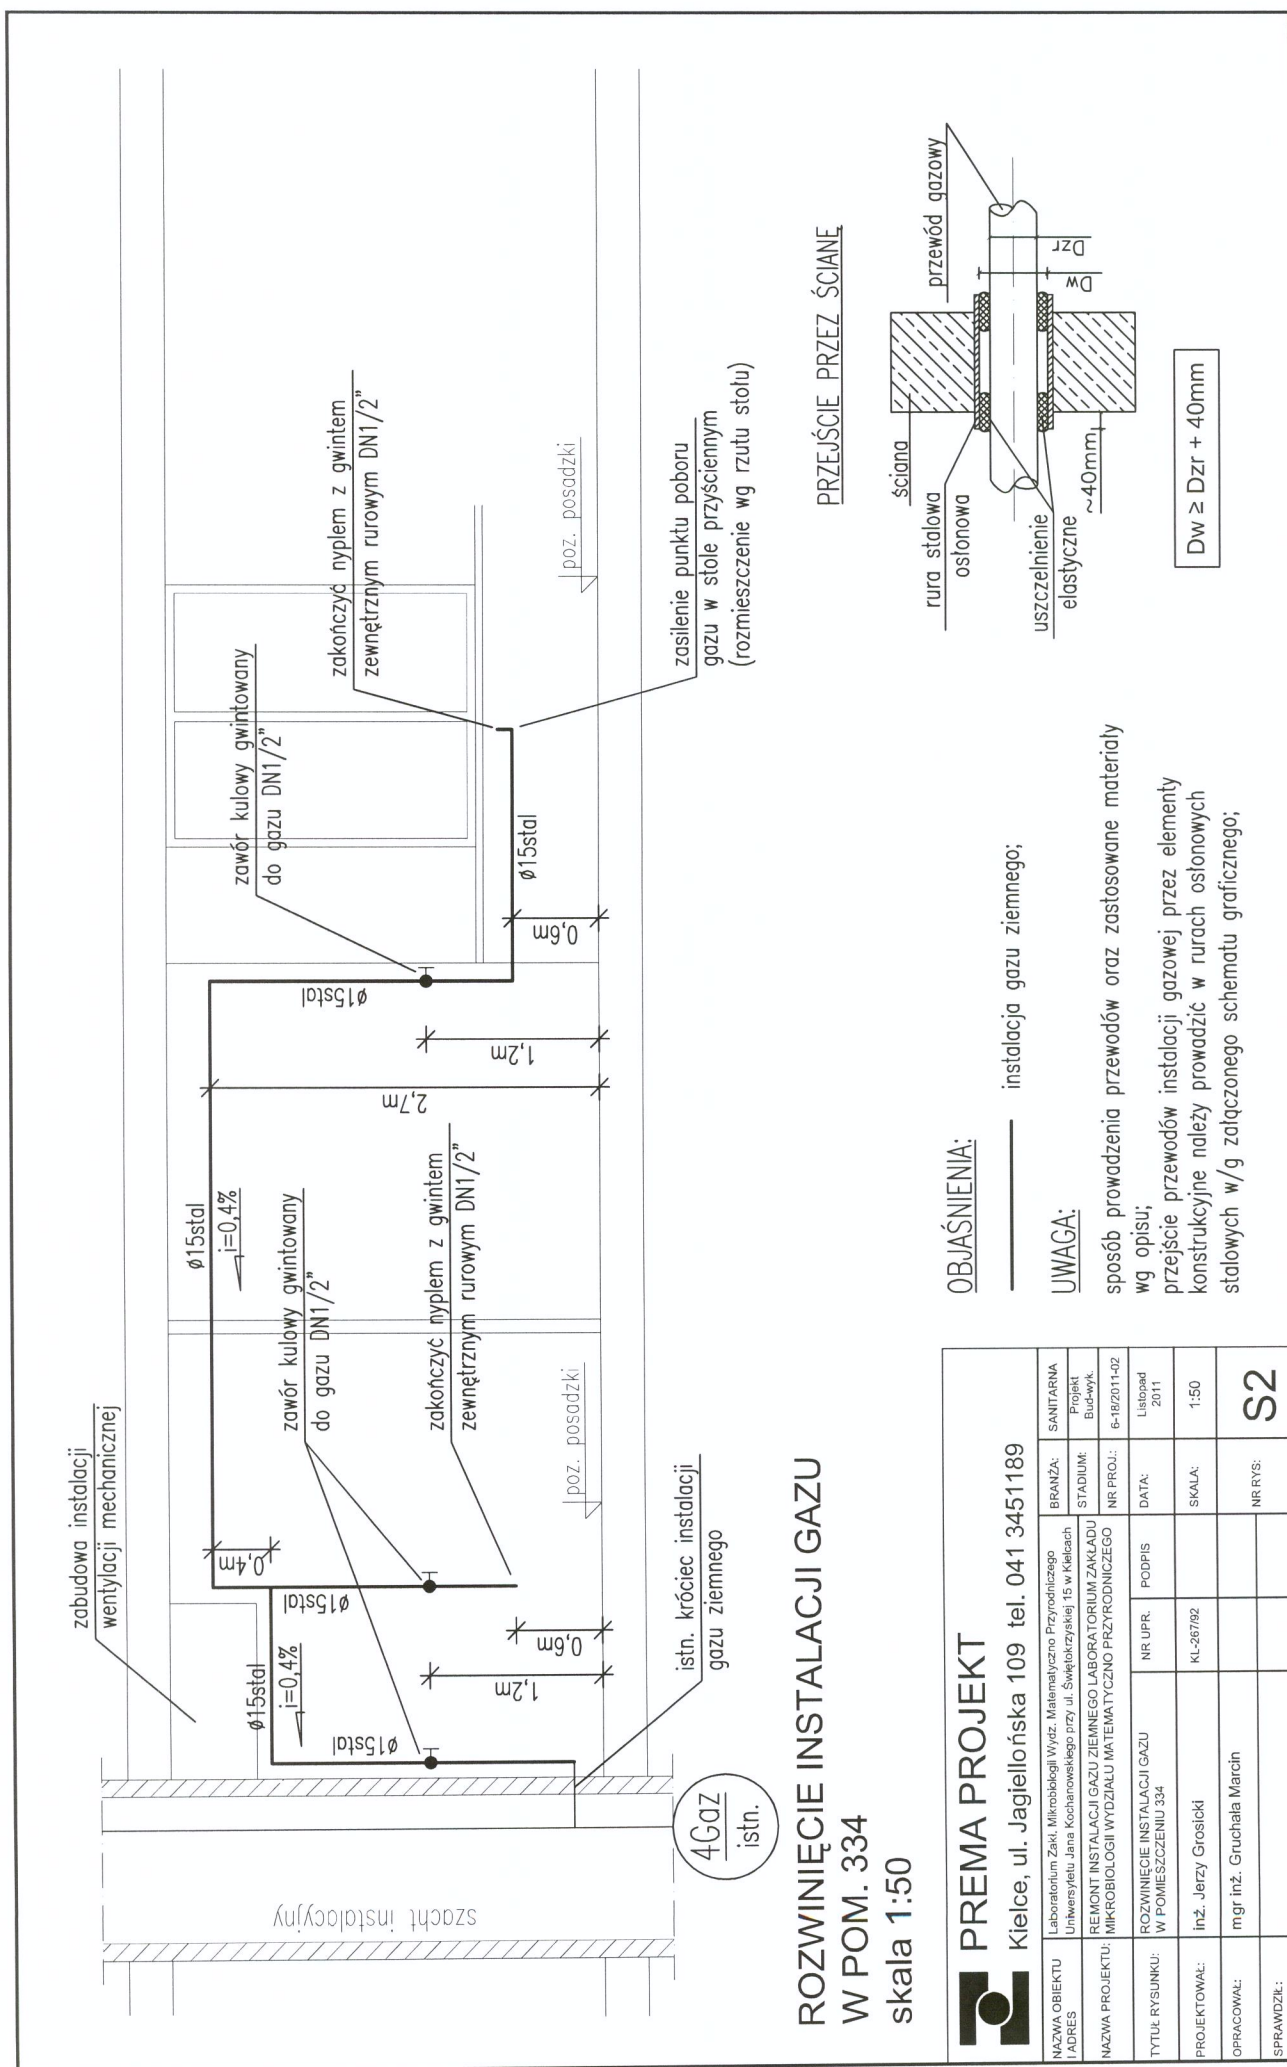 zabudowa instalacji
wentylacji mechanicznej
szacht instalacyjny
4Gaz
istn.
ø15stal
i=0,4%
ø15stal
ø15stal
0,4m
1,2m
0,6m
zawór kulowy gwintowany
do gazu DN1/2"
zakończyć nyplem z gwintem
zewnętrznym rurowym DN1/2"
poz. posadzki
istn. króciec instalacji
gazu ziemnego
ø15stal
i=0,4%
2,7m
1,2m
ø15stal
0,6m
ø15stal
zawór kulowy gwintowany
do gazu DN1/2"
zakończyć nyplem z gwintem
zewnętrznym rurowym DN1/2"
poz. posadzki
zasilenie punktu poboru
gazu w stole przyściennym
(rozmieszczenie wg rzutu stołu)
ROZWINIĘCIE INSTALACJI GAZU
W POM. 334
skala 1:50
PRZEJŚCIE PRZEZ ŚCIANĘ
ściana
rura stalowa
osłonowa
uszczelnienie
elastyczne
~40mm
przewód gazowy
Dw
Dzr
Dw ≥ Dzr + 40mm
OBJAŚNIENIA:
instalacja gazu ziemnego;
UWAGA:
sposób prowadzenia przewodów oraz zastosowane materiały
wg opisu;
przejście przewodów instalacji gazowej przez elementy
konstrukcyjne należy prowadzić w rurach osłonowych
stalowych w/g załączonego schematu graficznego;
PREMA PROJEKT
Kielce, ul. Jagiellońska 109 tel. 041 3451189
NAZWA OBIEKTU
I ADRES
Laboratorium Zakł. Mikrobiologii Wydz. Matematyczno Przyrodniczego
Uniwersytetu Jana Kochanowskiego przy ul. Świętokrzyskiej 15 w Kielcach
BRANŻA:
SANITARNA
STADIUM:
Projekt
Bud-wyk.
NAZWA PROJEKTU:
REMONT INSTALACJI GAZU ZIEMNEGO LABORATORIUM ZAKŁADU
MIKROBIOLOGII WYDZIAŁU MATEMATYCZNO PRZYRODNICZEGO
NR PROJ.:
6-18/2011-02
TYTUŁ RYSUNKU:
ROZWINIĘCIE INSTALACJI GAZU
W POMIESZCZENIU 334
NR UPR.
PODPIS
DATA:
Listopad
2011
PROJEKTOWAŁ:
inż. Jerzy Grosicki
KL-267/92
SKALA:
1:50
OPRACOWAŁ:
mgr inż. Gruchała Marcin
NR RYS:
S2
SPRAWDZIŁ: